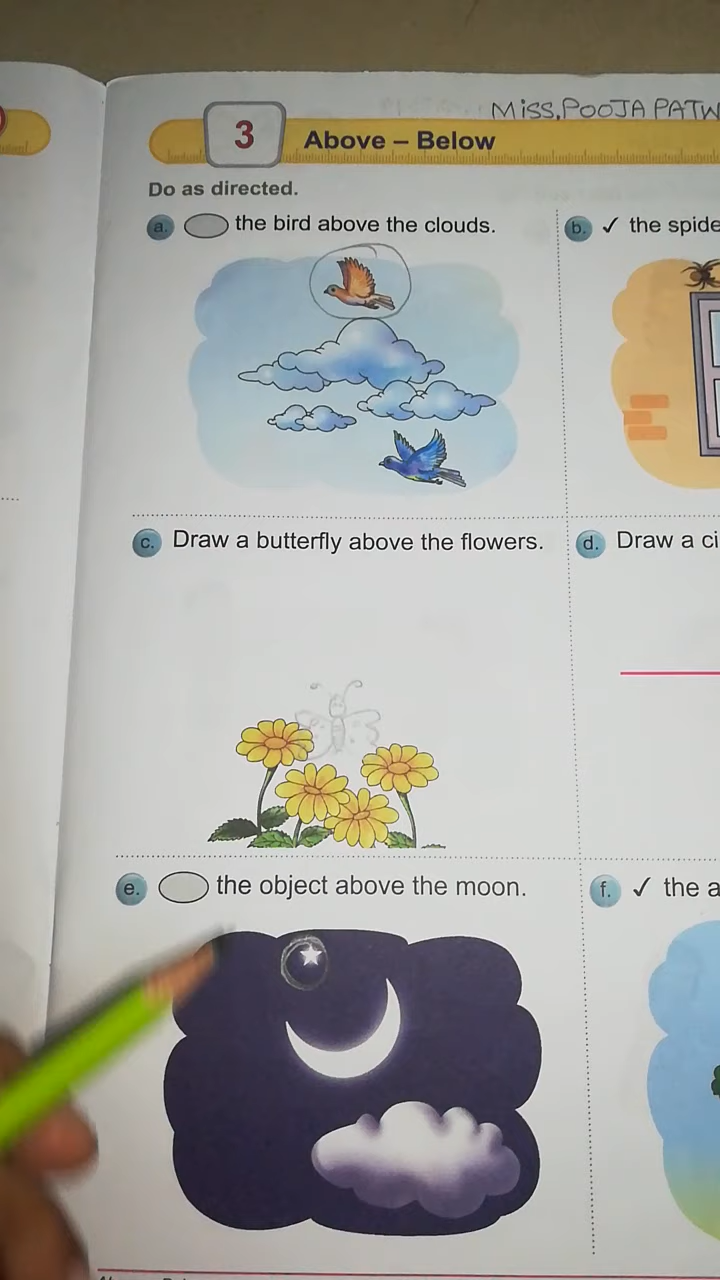 MISS.POOJA PATW
3 Above – Below
Do as directed.
a. the bird above the clouds.
b. ✓ the spide
c. Draw a butterfly above the flowers.
d. Draw a ci
e. the object above the moon.
f. ✓ the a